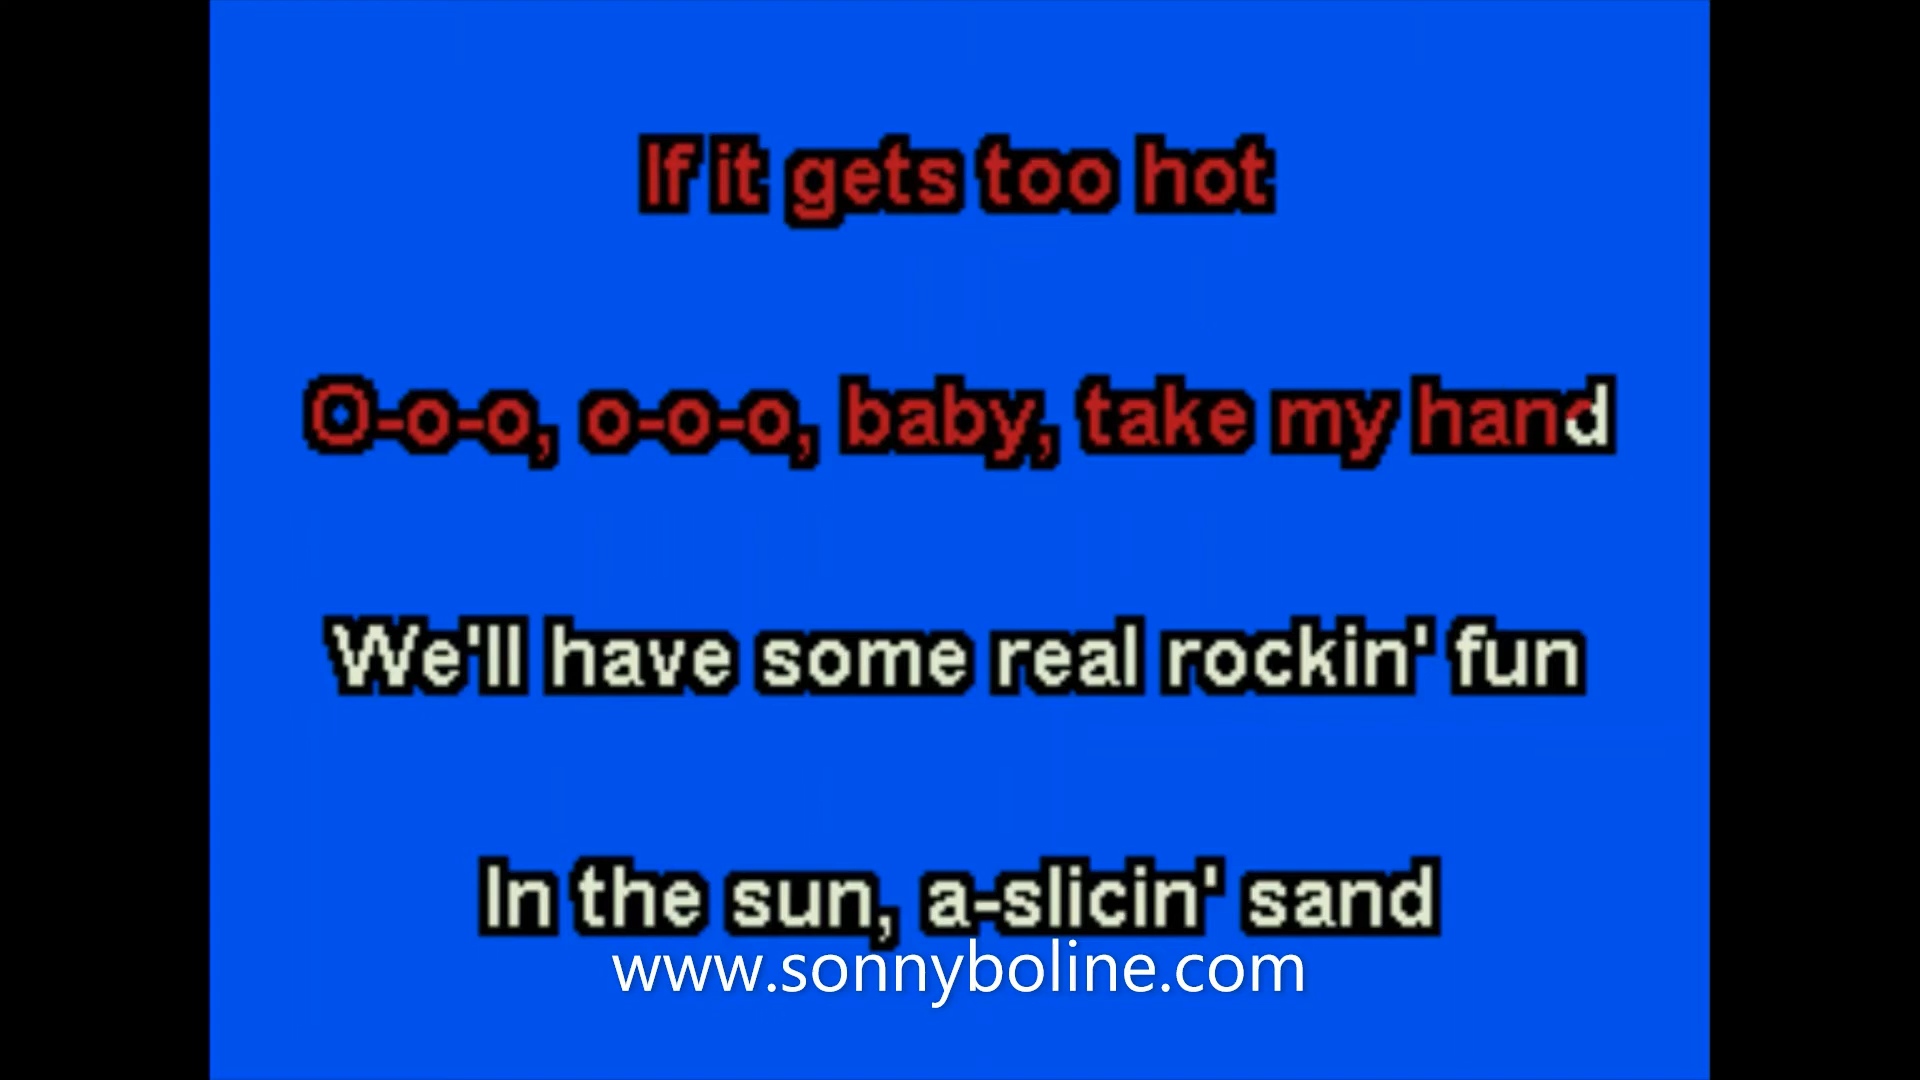 If it gets too hot
O-o-o, o-o-o, baby, take my hand
We'll have some real rockin' fun
In the sun, a-slicin' sand
www.sonnyboline.com